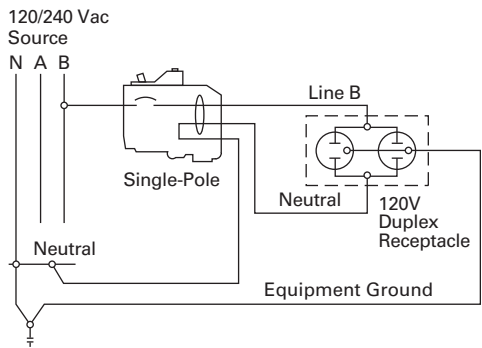 120/240 Vac
Source
N A B
Line B
Single-Pole
Neutral
120V
Duplex
Receptacle
Neutral
Equipment Ground